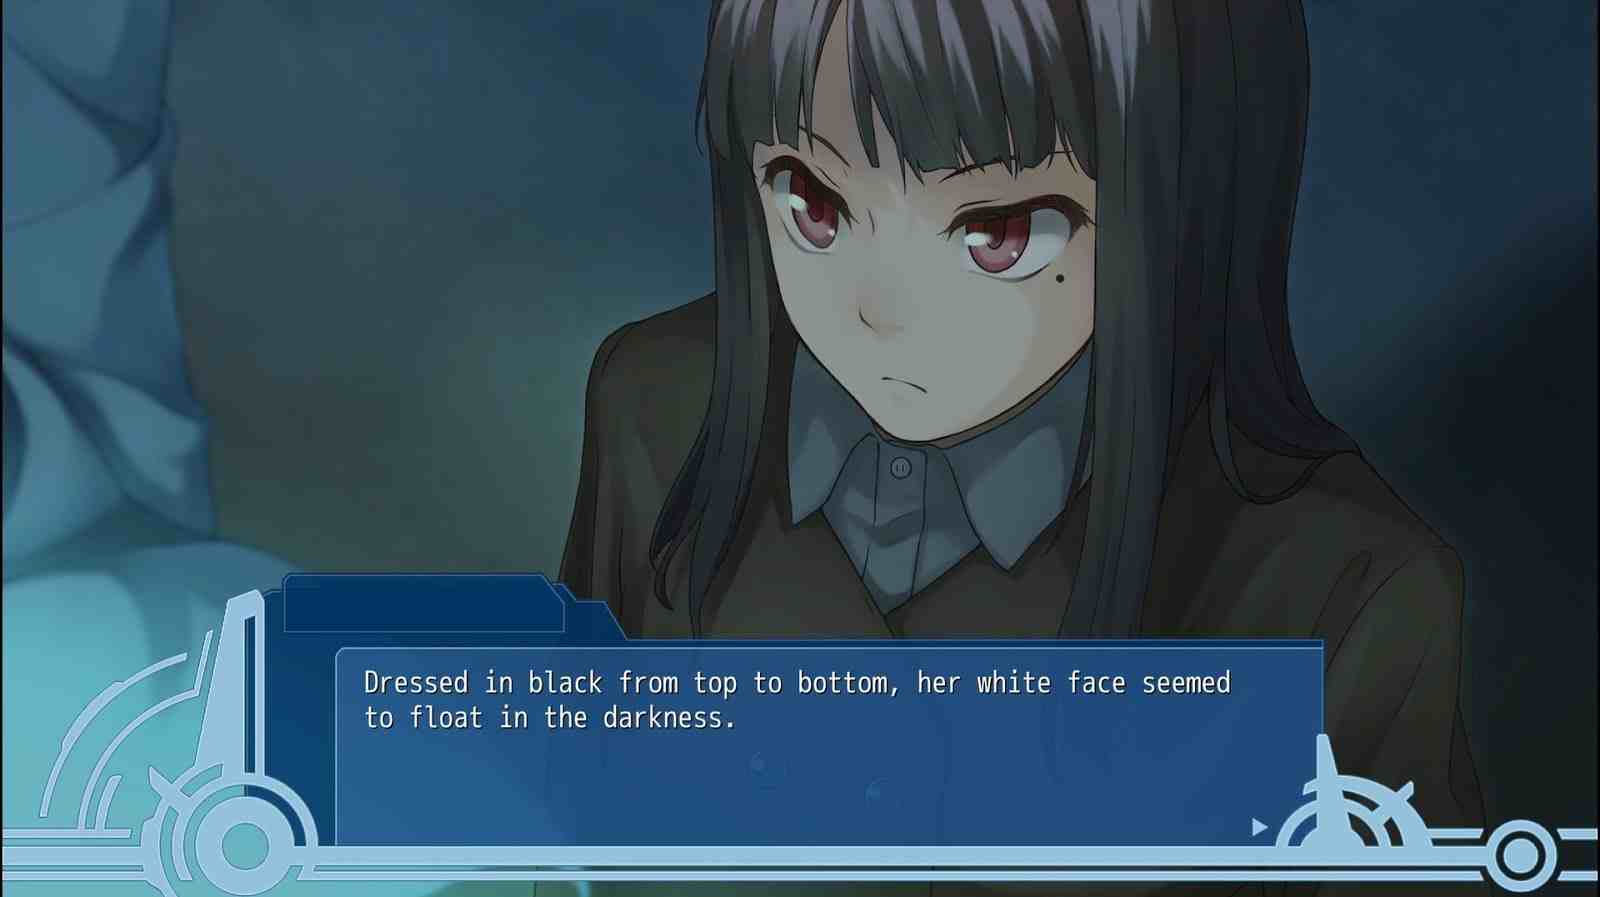 Dressed in black from top to bottom, her white face seemed
to float in the darkness.